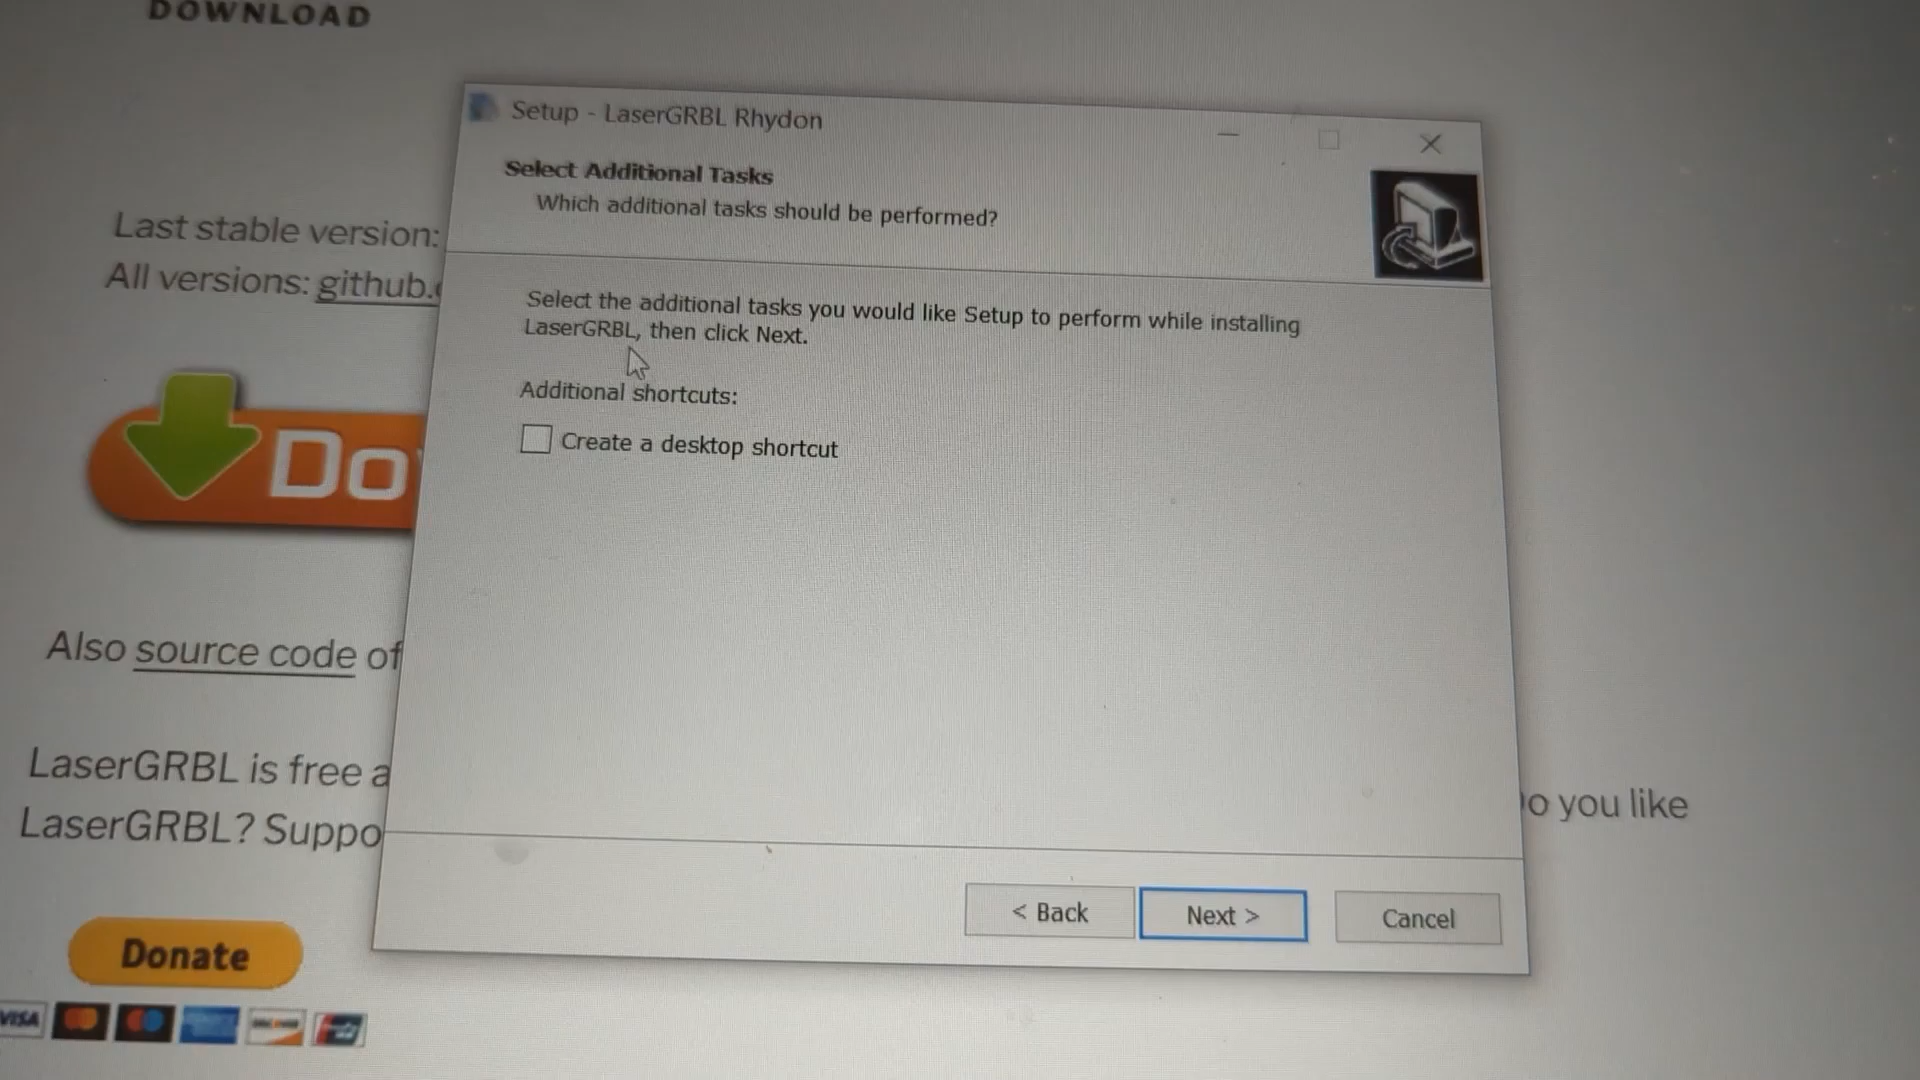 DOWNLOAD
Setup - LaserGRBL Rhydon
Select Additional Tasks
Which additional tasks should be performed?
Last stable version:
All versions: github.
Select the additional tasks you would like Setup to perform while installing
LaserGRBL, then click Next.
Additional shortcuts:
Create a desktop shortcut
Do
Also source code of
LaserGRBL is free a
LaserGRBL? Suppo
o you like
< Back
Next >
Cancel
Donate
VISA